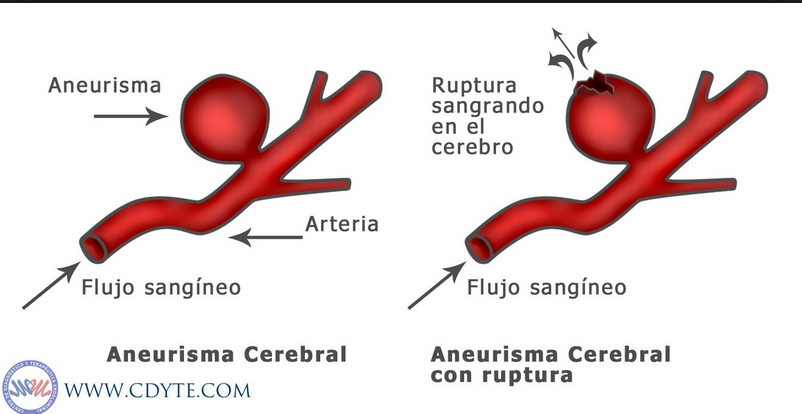 Aneurisma
Arteria
Flujo sangíneo
Aneurisma Cerebral
Ruptura
sangrando
en el
cerebro
Flujo sangíneo
Aneurisma Cerebral
con ruptura
WWW.CDYTE.COM